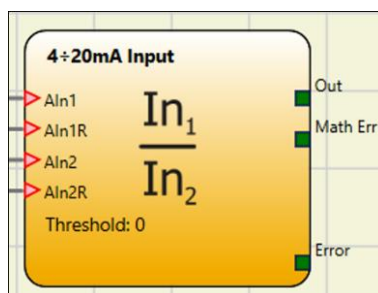 4÷20mA Input
AIn1
AIn1R
AIn2
AIn2R
Threshold: 0
In1
In2
Out
Math Err
Error